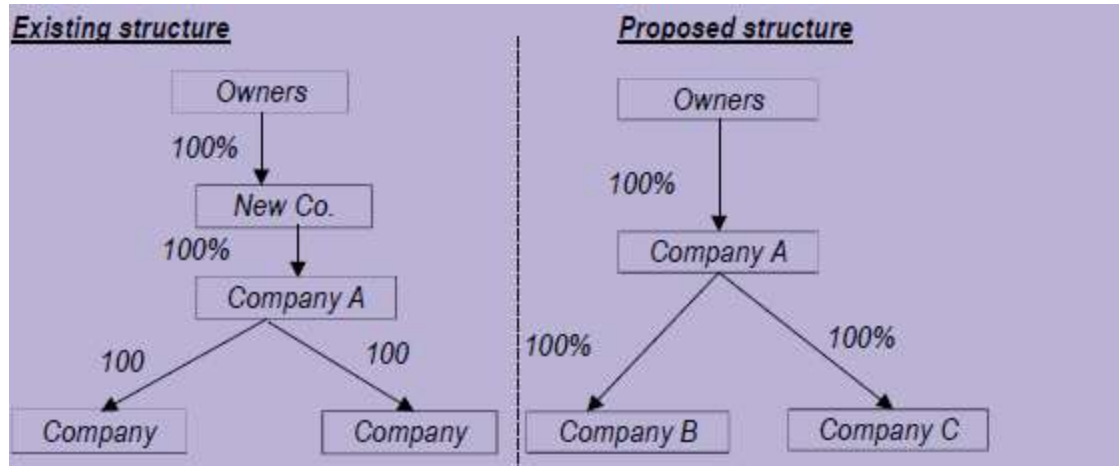 Existing structure
Owners
100%
New Co.
100%
Company A
100
100
Company
Company
Proposed structure
Owners
100%
Company A
100%
100%
Company B
Company C